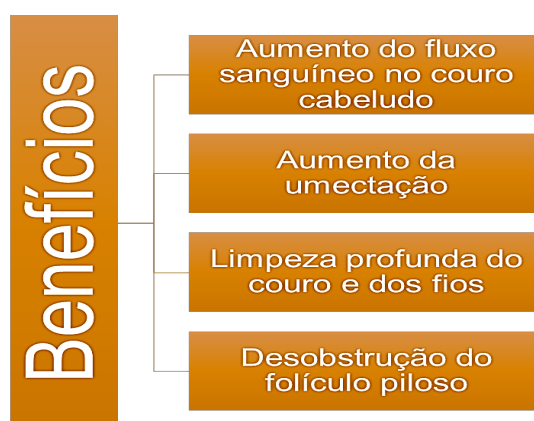 Benefícios
Aumento do fluxo
sanguíneo no couro
cabeludo
Aumento da
umectação
Limpeza profunda do
couro e dos fios
Desobstrução do
folículo piloso